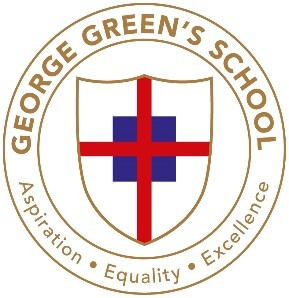 GEORGE GREEN'S SCHOOL
Aspiration • Equality • Excellence